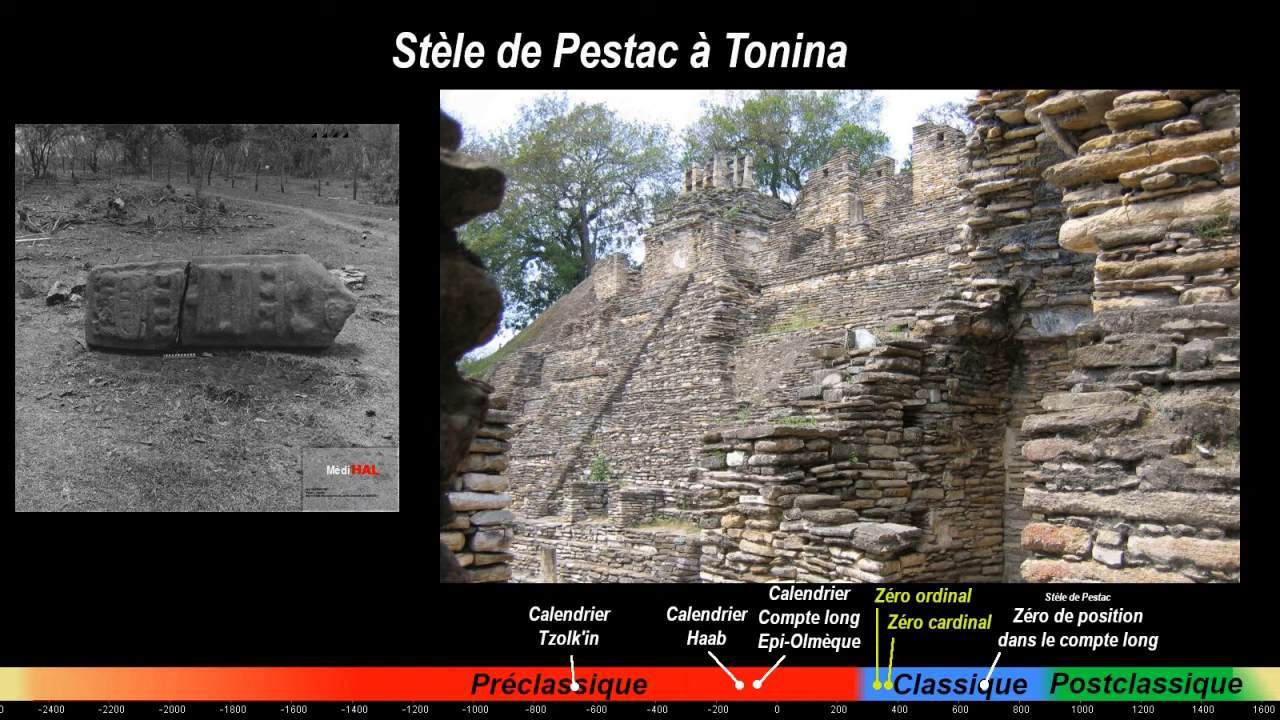 Stèle de Pestac à Tonina
MédiHAL
Calendrier
Tzolk'in
Calendrier
Haab
Calendrier
Compte long
Epi-Olmèque
Zéro ordinal
Zéro cardinal
Stèle de Pestac
Zéro de position
dans le compte long
Préclassique
Classique
Postclassique
0 -2400 -2200 -2000 -1800 -1600 -1400 -1200 -1000 -800 -600 -400 -200 0 200 400 600 800 1000 1200 1400 1600